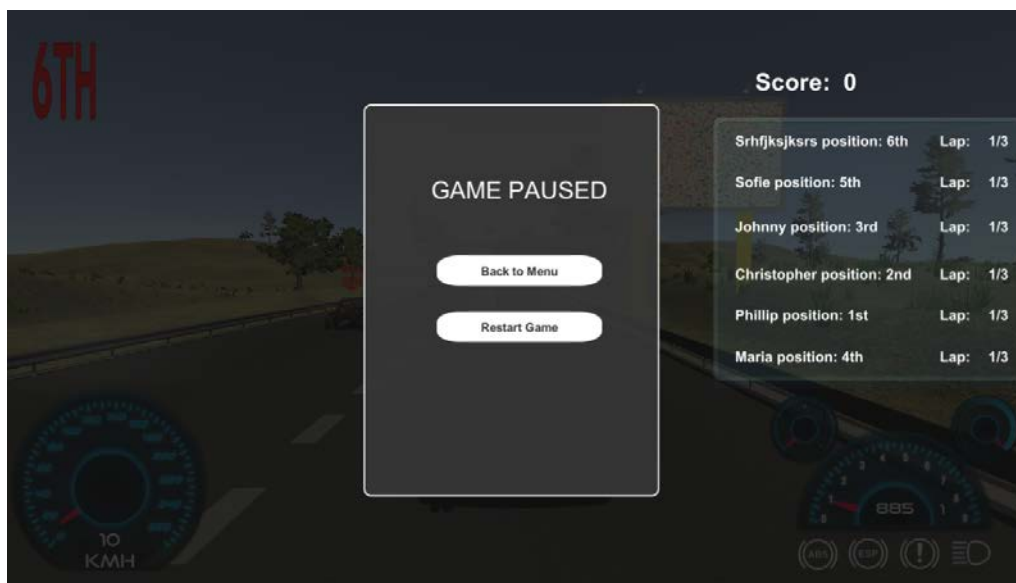 6TH
Score: 0
Srhfjksjksrs position: 6th Lap: 1/3
Sofie position: 5th Lap: 1/3
Johnny position: 3rd Lap: 1/3
Christopher position: 2nd Lap: 1/3
Phillip position: 1st Lap: 1/3
Maria position: 4th Lap: 1/3
GAME PAUSED
Back to Menu
Restart Game
10
KMH
885
ABS ESP